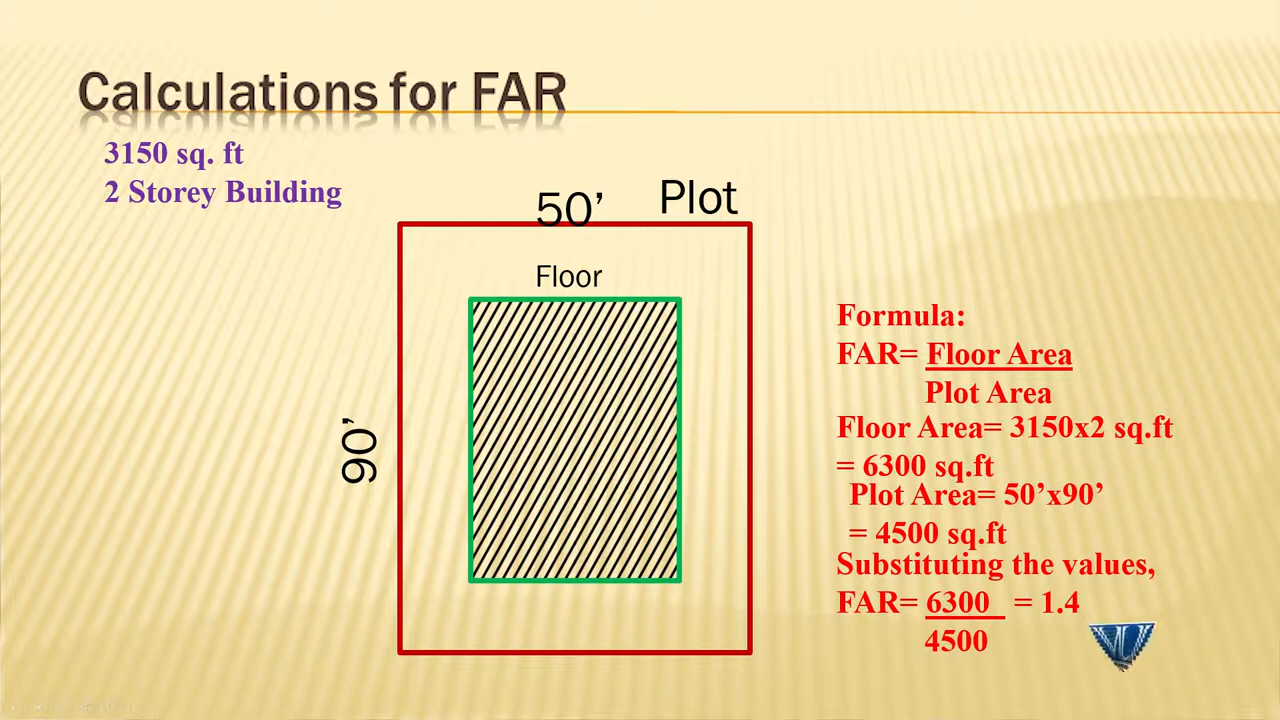 Calculations for FAR
3150 sq. ft
2 Storey Building
50’
Plot
Floor
90’
Formula:
FAR= Floor Area
Plot Area
Floor Area= 3150x2 sq.ft
= 6300 sq.ft
Plot Area= 50’x90’
= 4500 sq.ft
Substituting the values,
FAR= 6300 = 1.4
4500